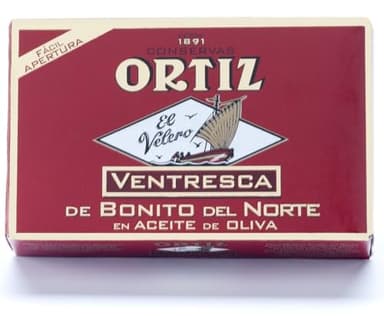 FÁCIL
APERTURA
1891
CONSERVAS
ORTIZ
El
Velero
VENTRESCA
DE BONITO DEL NORTE
EN ACEITE DE OLIVA